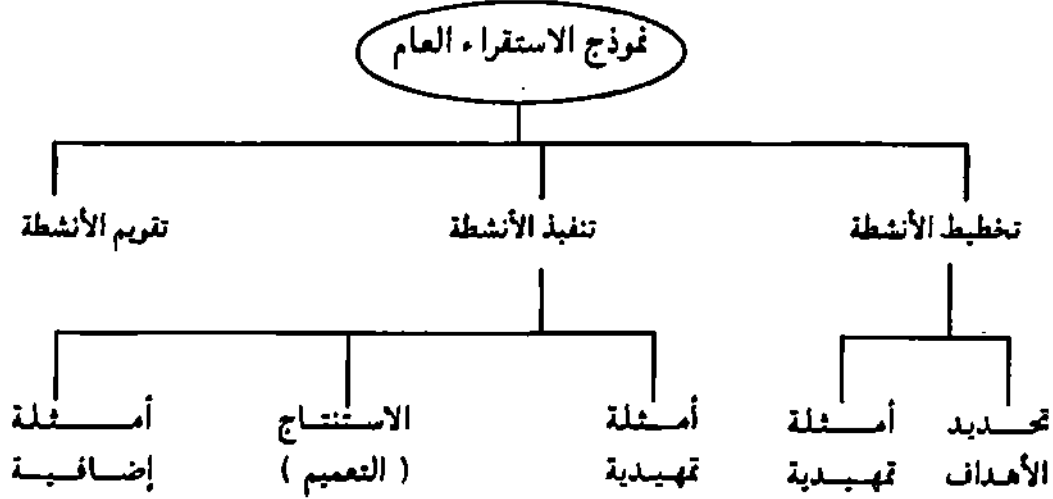 نموذج الاستقراء العام
تخطيط الأنشطة
تنفيذ الأنشطة
تقويم الأنشطة
تحديد
الأهداف
أمثلة
تمهيدية
أمثلة
تمهيدية
الاستنتاج
( التعميم )
أمثلة
إضافية